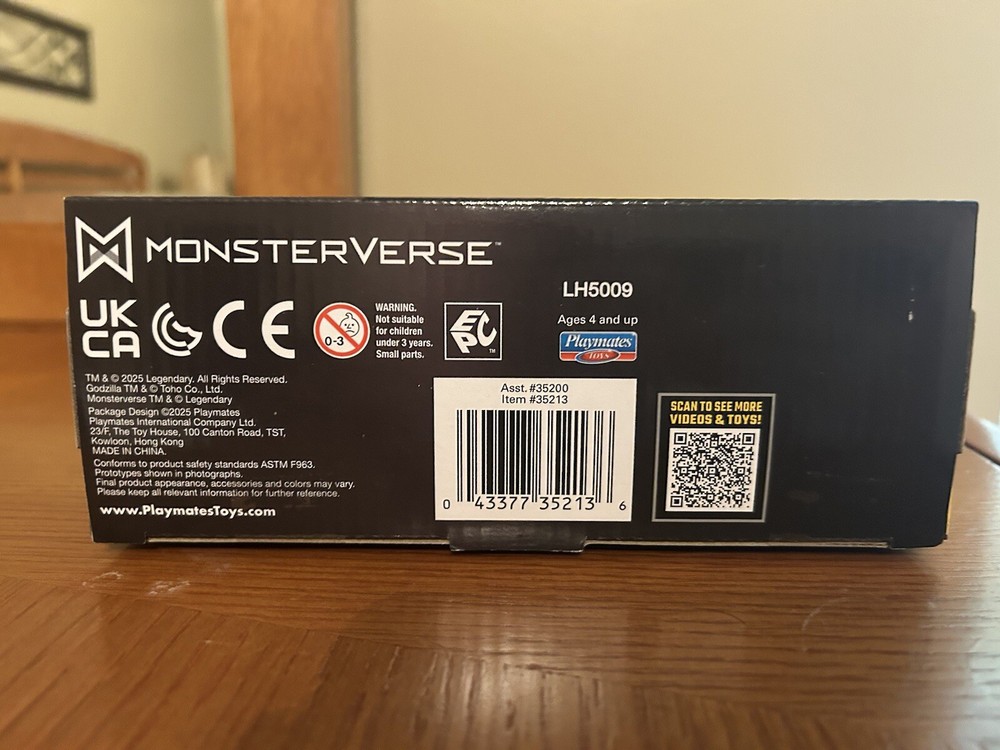 MONSTERVERSE™
UK
CA
CE
0-3
WARNING.
Not suitable
for children
under 3 years.
Small parts.
EPC™
LH5009
Ages 4 and up
Playmates
TOYS
TM & © 2025 Legendary. All Rights Reserved.
Godzilla TM & © Toho Co., Ltd.
Monsterverse TM & © Legendary
Package Design ©2025 Playmates
Playmates International Company Ltd.
23/F, The Toy House, 100 Canton Road, TST,
Kowloon, Hong Kong
MADE IN CHINA.
Conforms to product safety standards ASTM F963.
Prototypes shown in photographs.
Final product appearance, accessories and colors may vary.
Please keep all relevant information for further reference.
www.PlaymatesToys.com
Asst. #35200
Item #35213
0 43377 35213 6
SCAN TO SEE MORE
VIDEOS & TOYS!